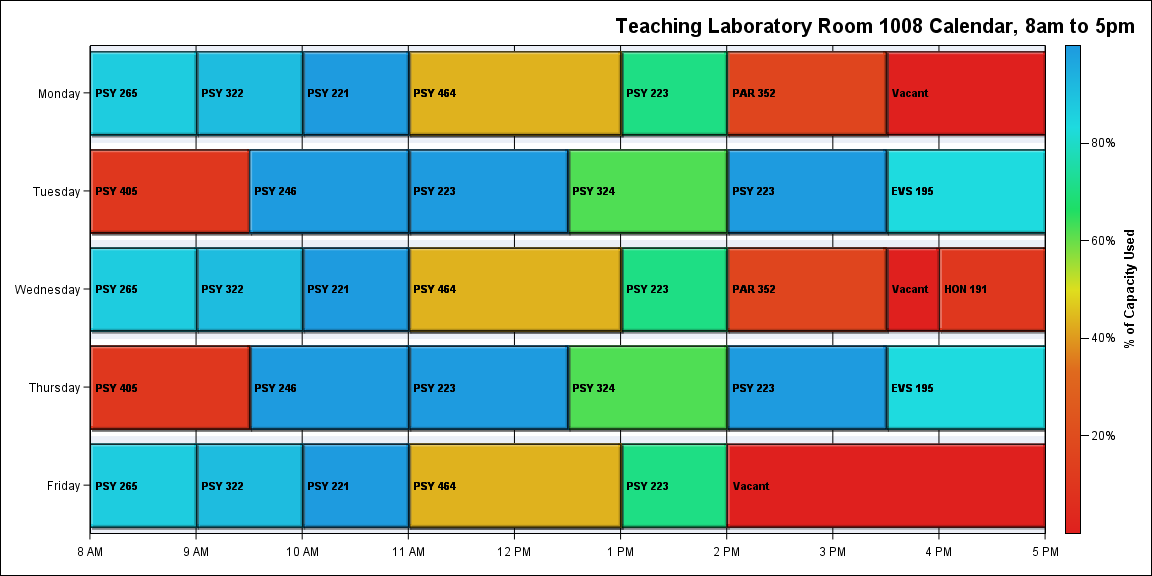 Teaching Laboratory Room 1008 Calendar, 8am to 5pm
Monday
PSY 265
PSY 322
PSY 221
PSY 464
PSY 223
PAR 352
Vacant
Tuesday
PSY 405
PSY 246
PSY 223
PSY 324
PSY 223
EVS 195
Wednesday
PSY 265
PSY 322
PSY 221
PSY 464
PSY 223
PAR 352
Vacant
HON 191
Thursday
PSY 405
PSY 246
PSY 223
PSY 324
PSY 223
EVS 195
Friday
PSY 265
PSY 322
PSY 221
PSY 464
PSY 223
Vacant
8 AM
9 AM
10 AM
11 AM
12 PM
1 PM
2 PM
3 PM
4 PM
5 PM
80%
60%
40%
20%
% of Capacity Used